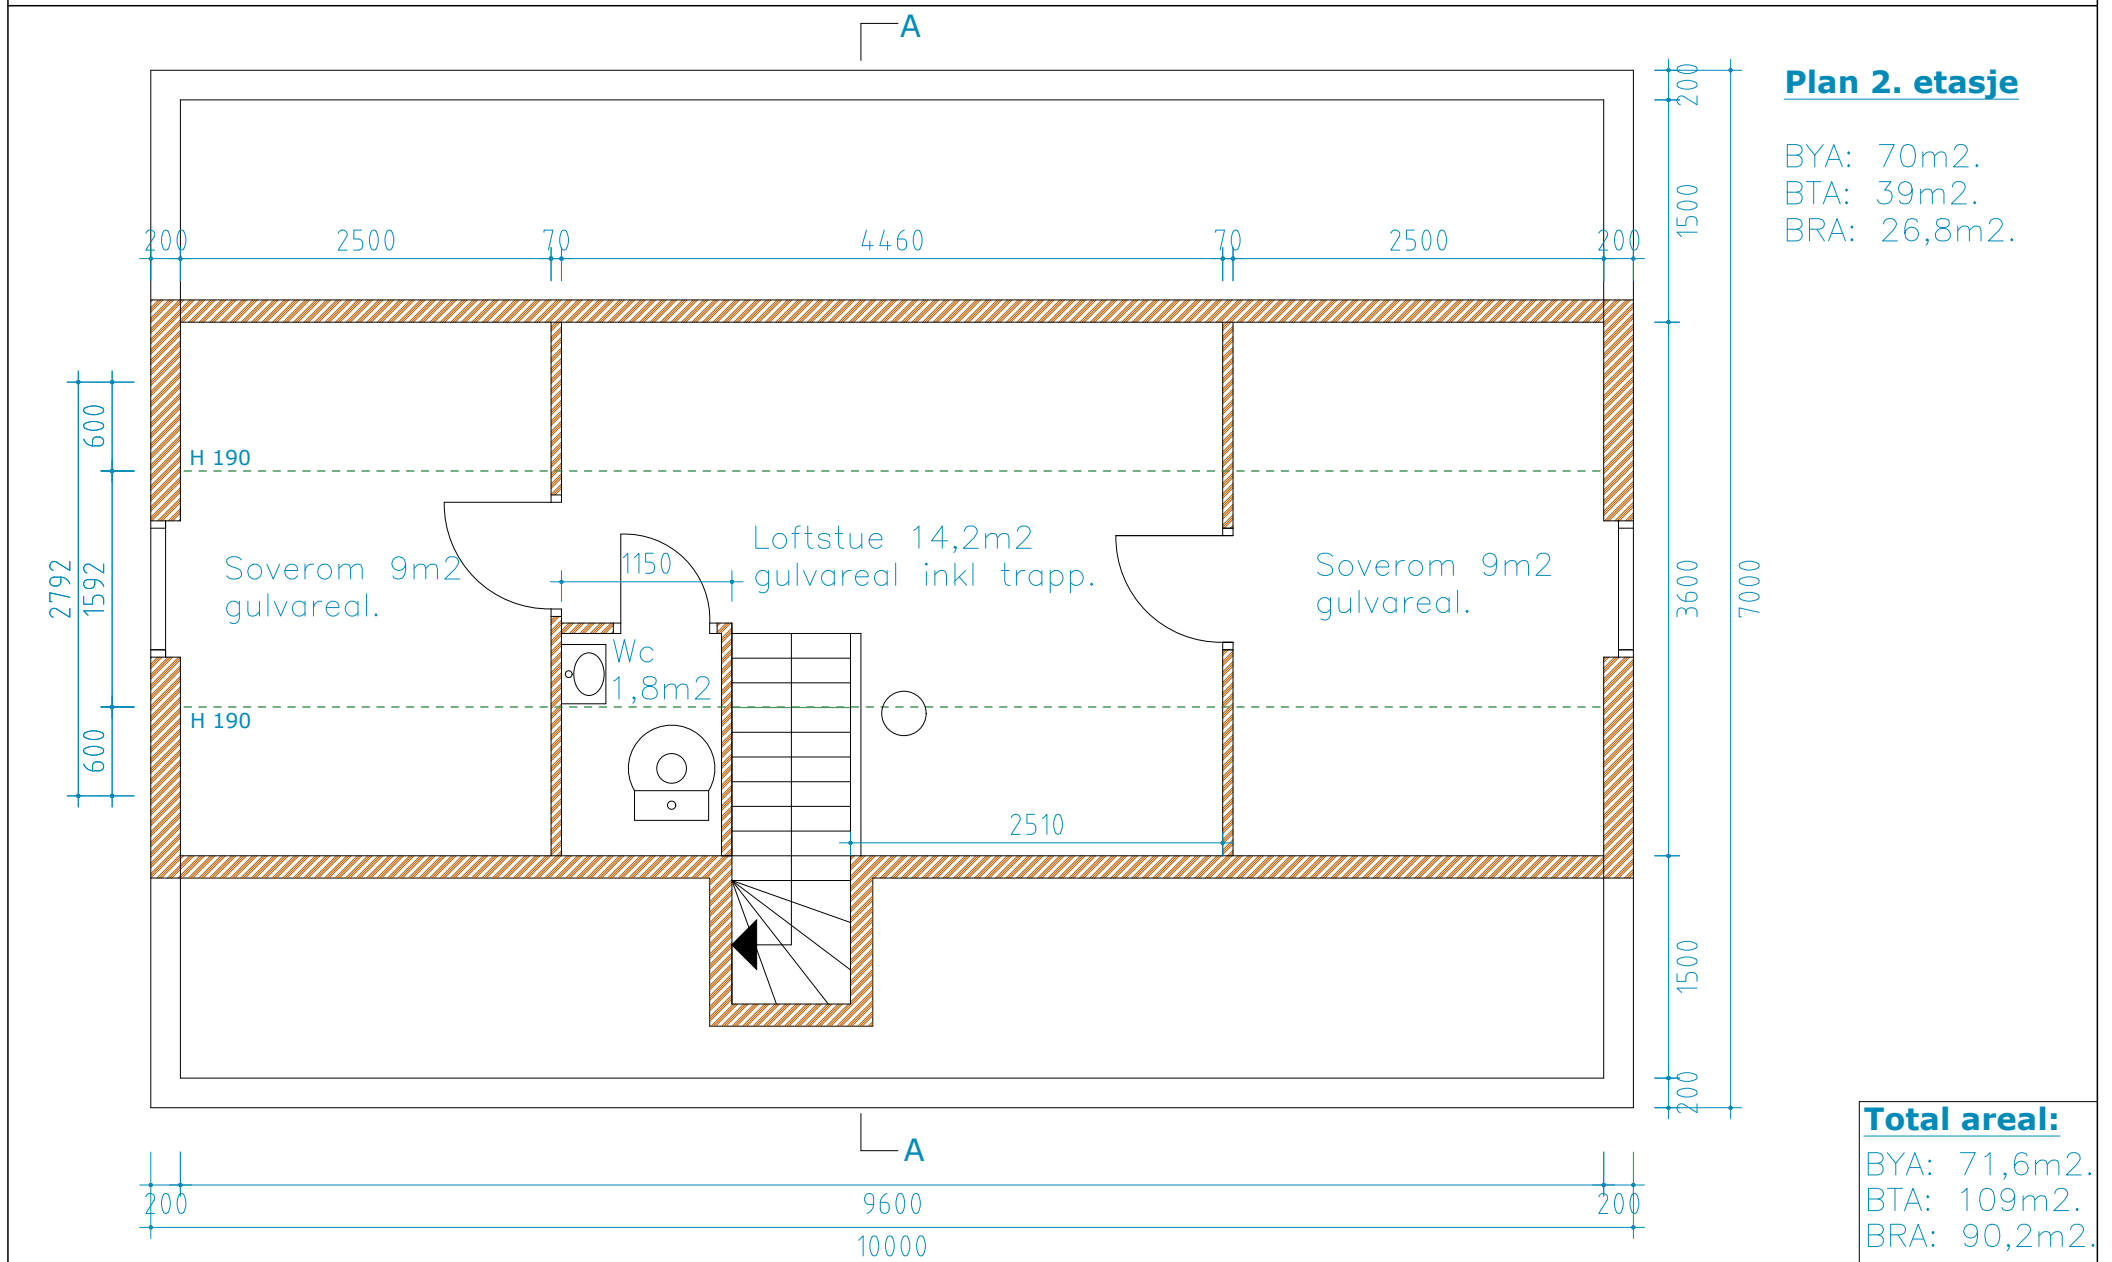 A
Plan 2. etasje
BYA: 70m2.
BTA: 39m2.
BRA: 26,8m2.
200
1500
3600
7000
1500
200
200
2500
70
4460
70
2500
200
600
2792
1592
600
H 190
H 190
Soverom 9m2
gulvareal.
1150
Loftstue 14,2m2
gulvareal inkl trapp.
Soverom 9m2
gulvareal.
Wc
1,8m2
2510
A
200
9600
200
10000
Total areal:
BYA: 71,6m2.
BTA: 109m2.
BRA: 90,2m2.